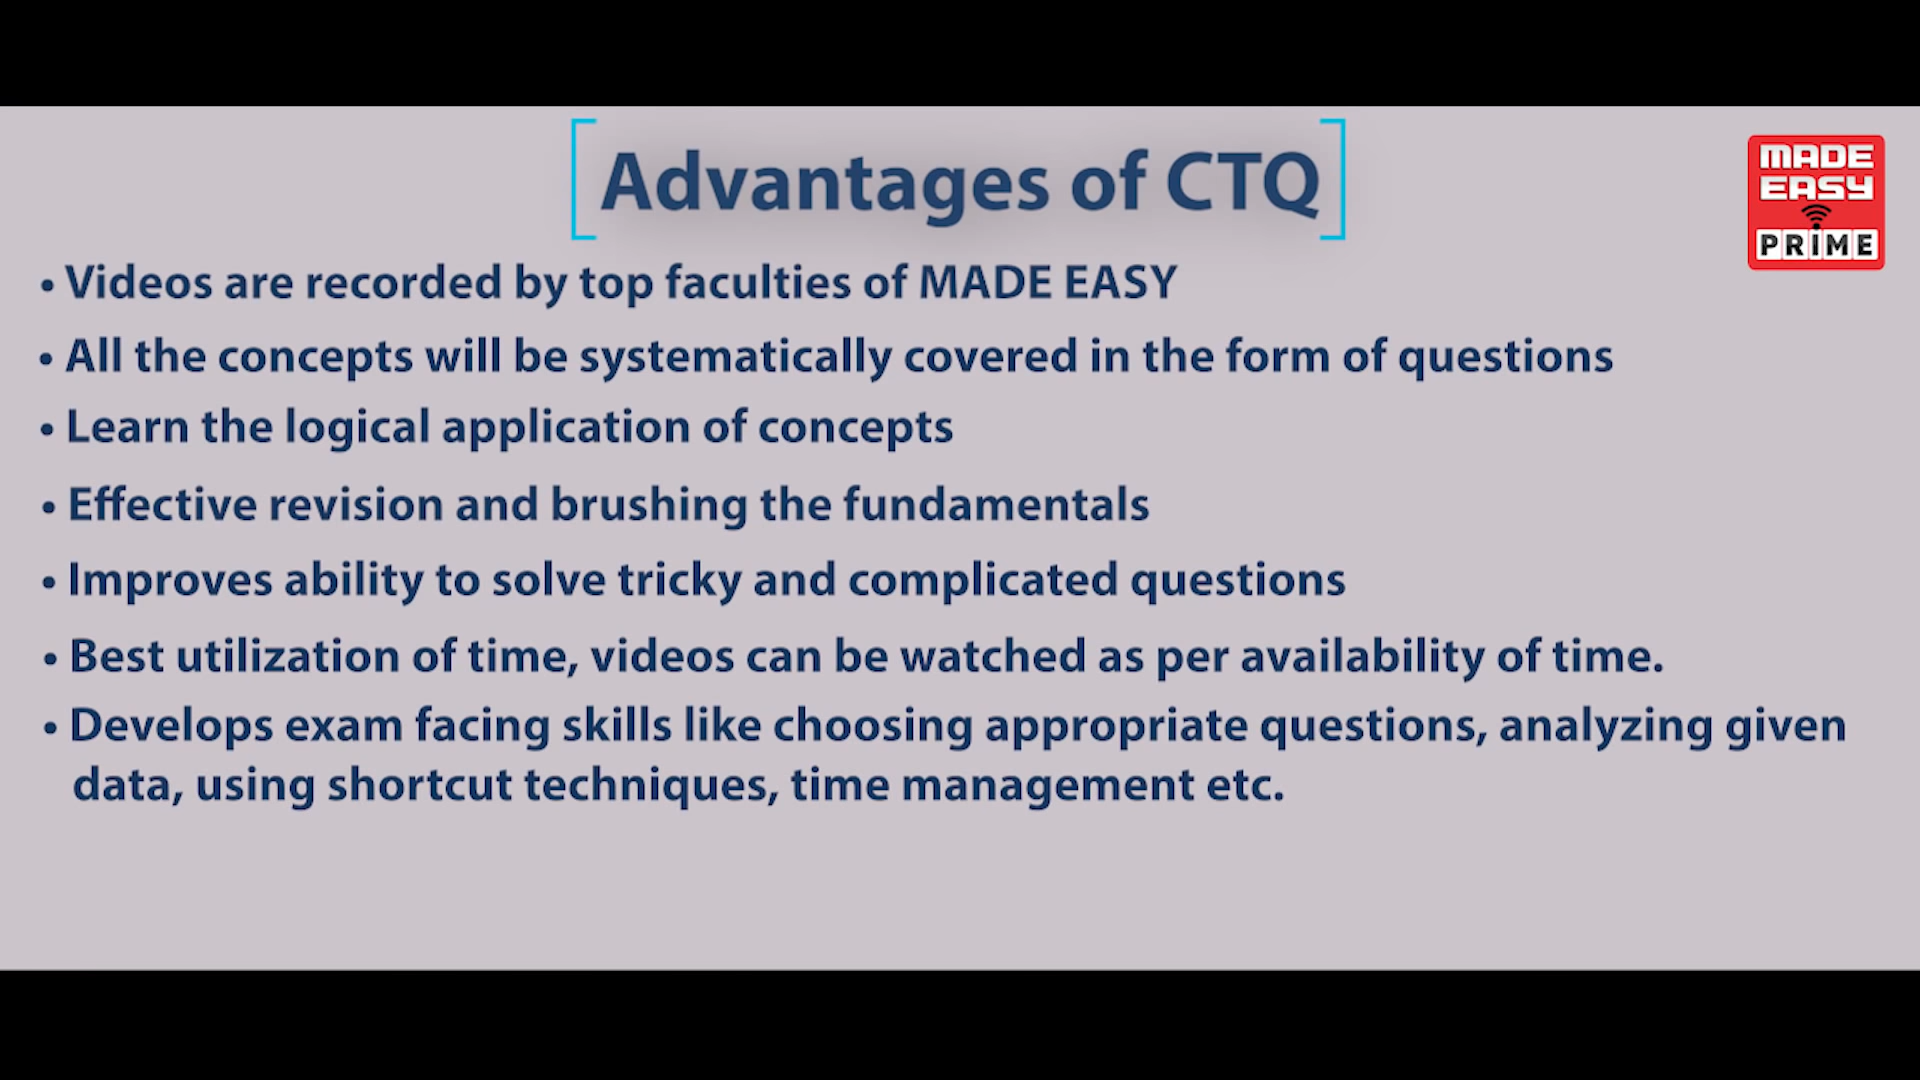 Advantages of CTQ
MADE
EASY
PRIME
• Videos are recorded by top faculties of MADE EASY
• All the concepts will be systematically covered in the form of questions
• Learn the logical application of concepts
• Effective revision and brushing the fundamentals
• Improves ability to solve tricky and complicated questions
• Best utilization of time, videos can be watched as per availability of time.
• Develops exam facing skills like choosing appropriate questions, analyzing given
data, using shortcut techniques, time management etc.